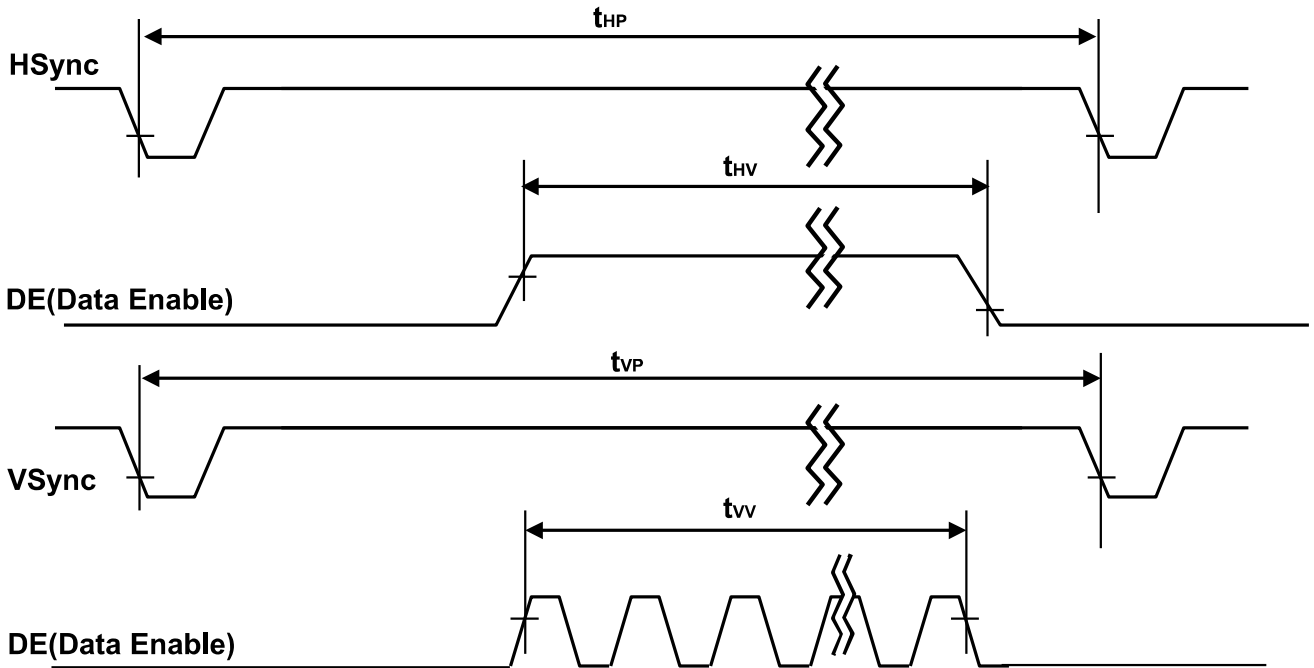 tHP
HSync
tHV
DE(Data Enable)
tVP
VSync
tVV
DE(Data Enable)